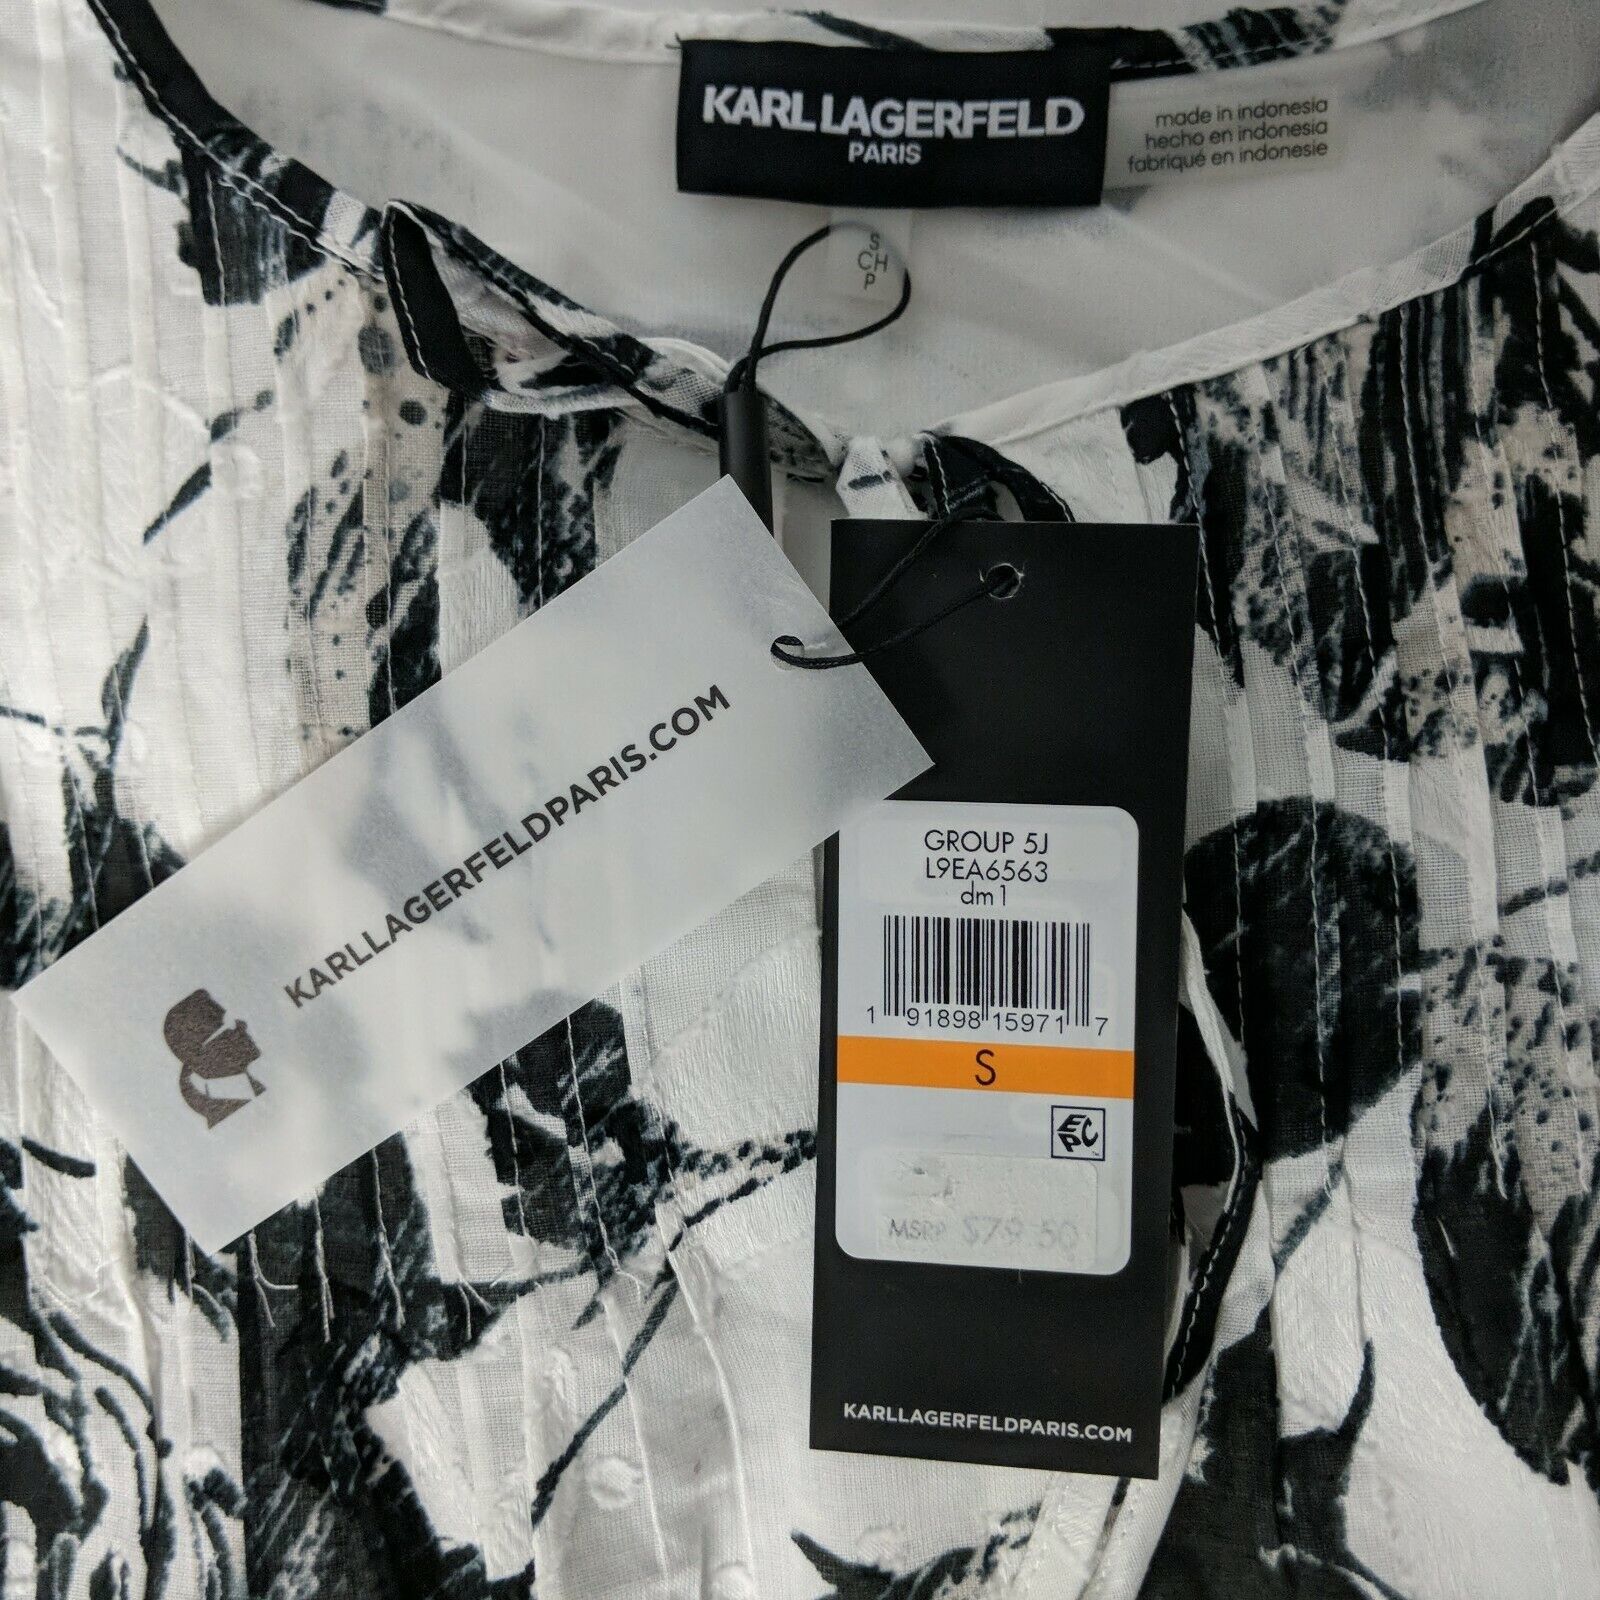 KARL LAGERFELD
PARIS
made in indonesia
hecho en indonesia
fabriqué en indonesie
S
CH
P
KARLLAGERFELDPARIS.COM
GROUP 5J
L9EA6563
dm1
1 91898 15971 7
S
EPC
MSRP $79.50
KARLLAGERFELDPARIS.COM